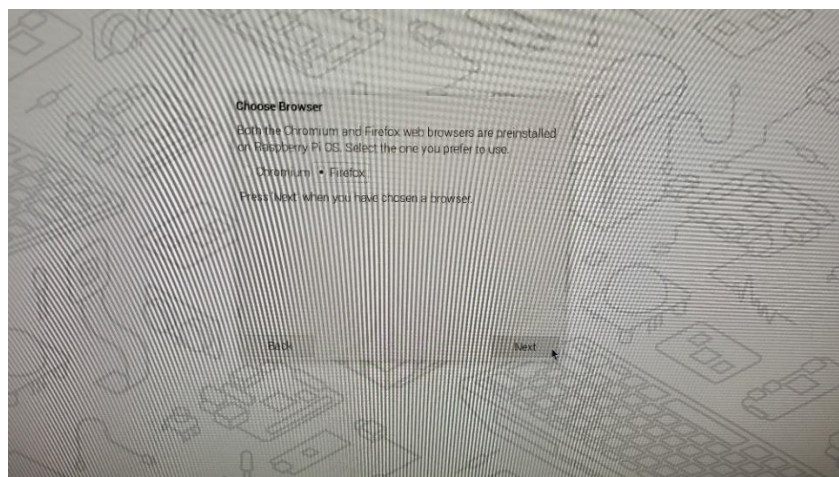 Choose Browser
Both the Chromium and Firefox web browsers are preinstalled
on Raspberry Pi OS. Select the one you prefer to use.
Chromium • Firefox
Press 'Next' when you have chosen a browser.
Back Next